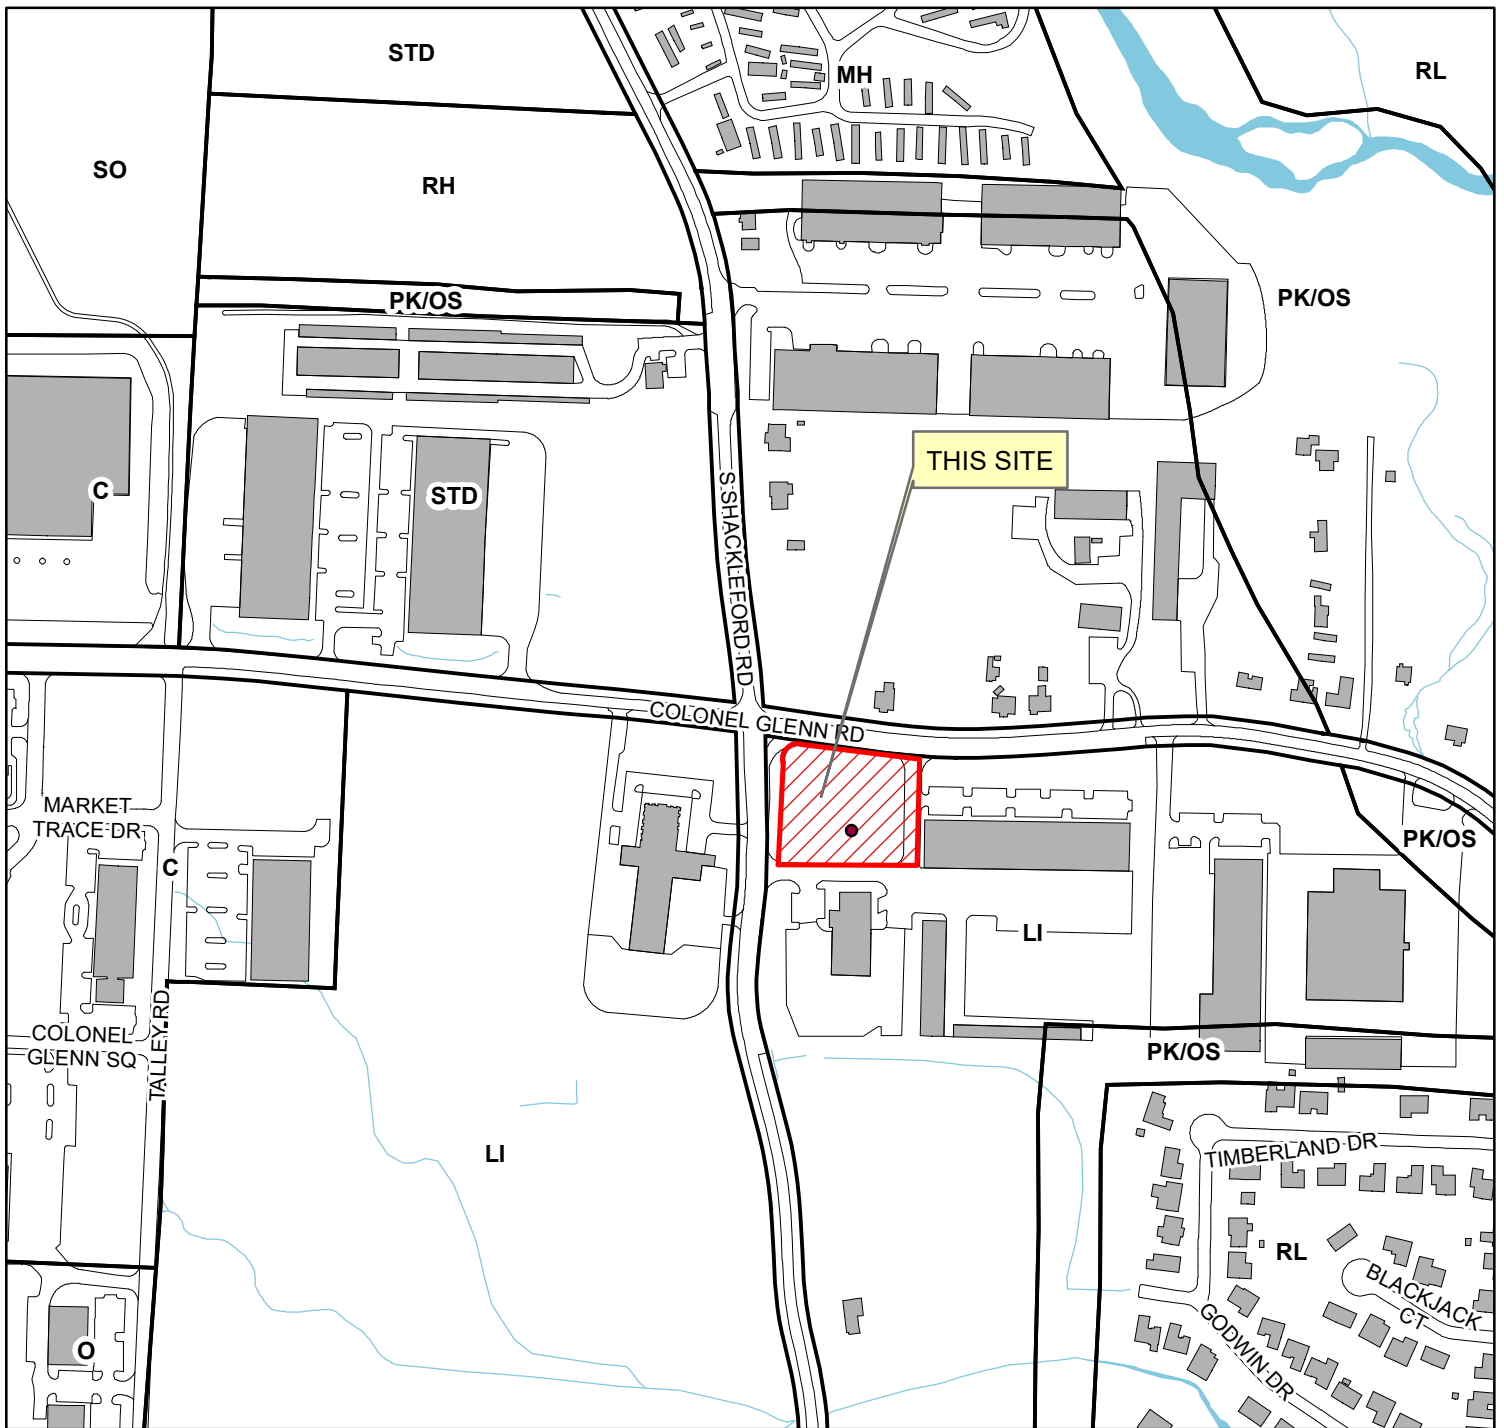 STD
MH
RL
SO
RH
PK/OS
PK/OS
THIS SITE
C
STD
S SHACKLEFORD RD
COLONEL GLENN RD
MARKET
TRACE DR
PK/OS
C
LI
COLONEL
GLENN SQ
TALLEY RD
PK/OS
LI
TIMBERLAND DR
RL
BLACKJACK
CT
GODWIN DR
O